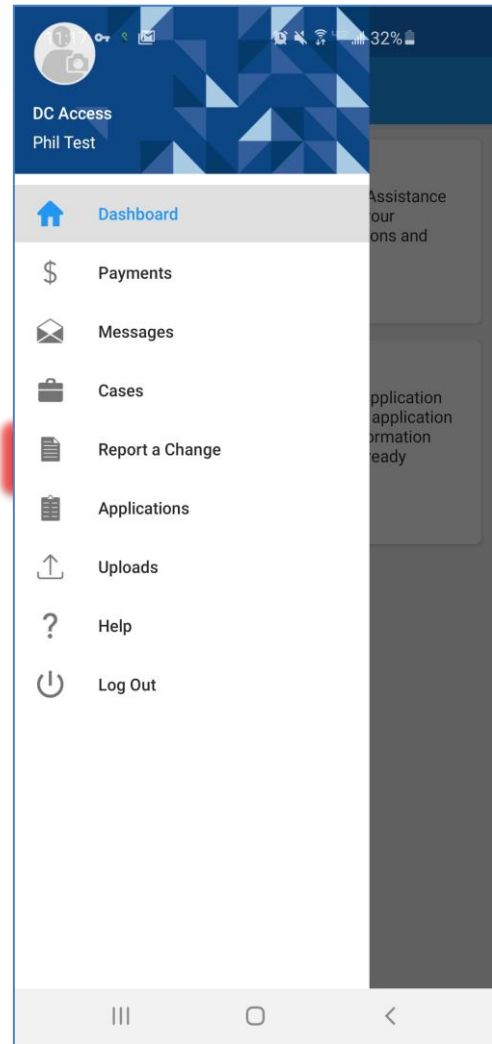 32%
DC Access
Phil Test
Assistance
our
ons and
Dashboard
Payments
Messages
Cases
pplication
application
ormation
eady
Report a Change
Applications
Uploads
Help
Log Out